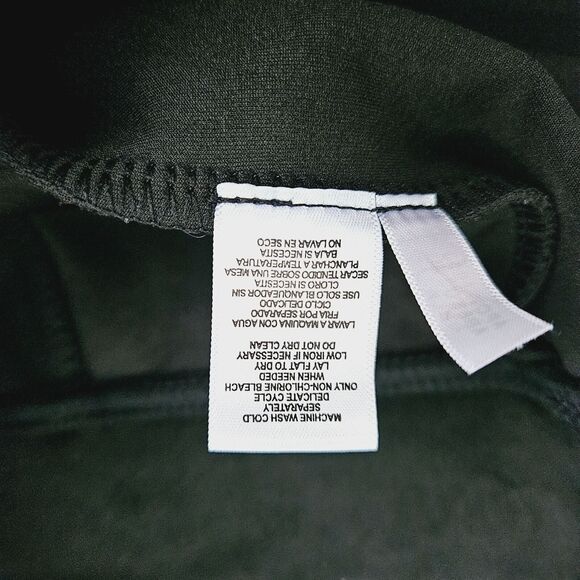 MACHINE WASH COLD
SEPARATELY
DELICATE CYCLE
ONLY NON-CHLORINE BLEACH
WHEN NEEDED
LAY FLAT TO DRY
LOW IRON IF NECESSARY
DO NOT DRY CLEAN
LAVAR A MAQUINA CON AGUA
FRIA POR SEPARADO
CICLO DELICADO
USE SOLO BLANQUEADOR SIN
CLORO SI NECESITA
SECAR TENDIDO SOBRE UNA MESA
PLANCHAR A TEMPERATURA
BAJA SI NECESITA
NO LAVAR EN SECO